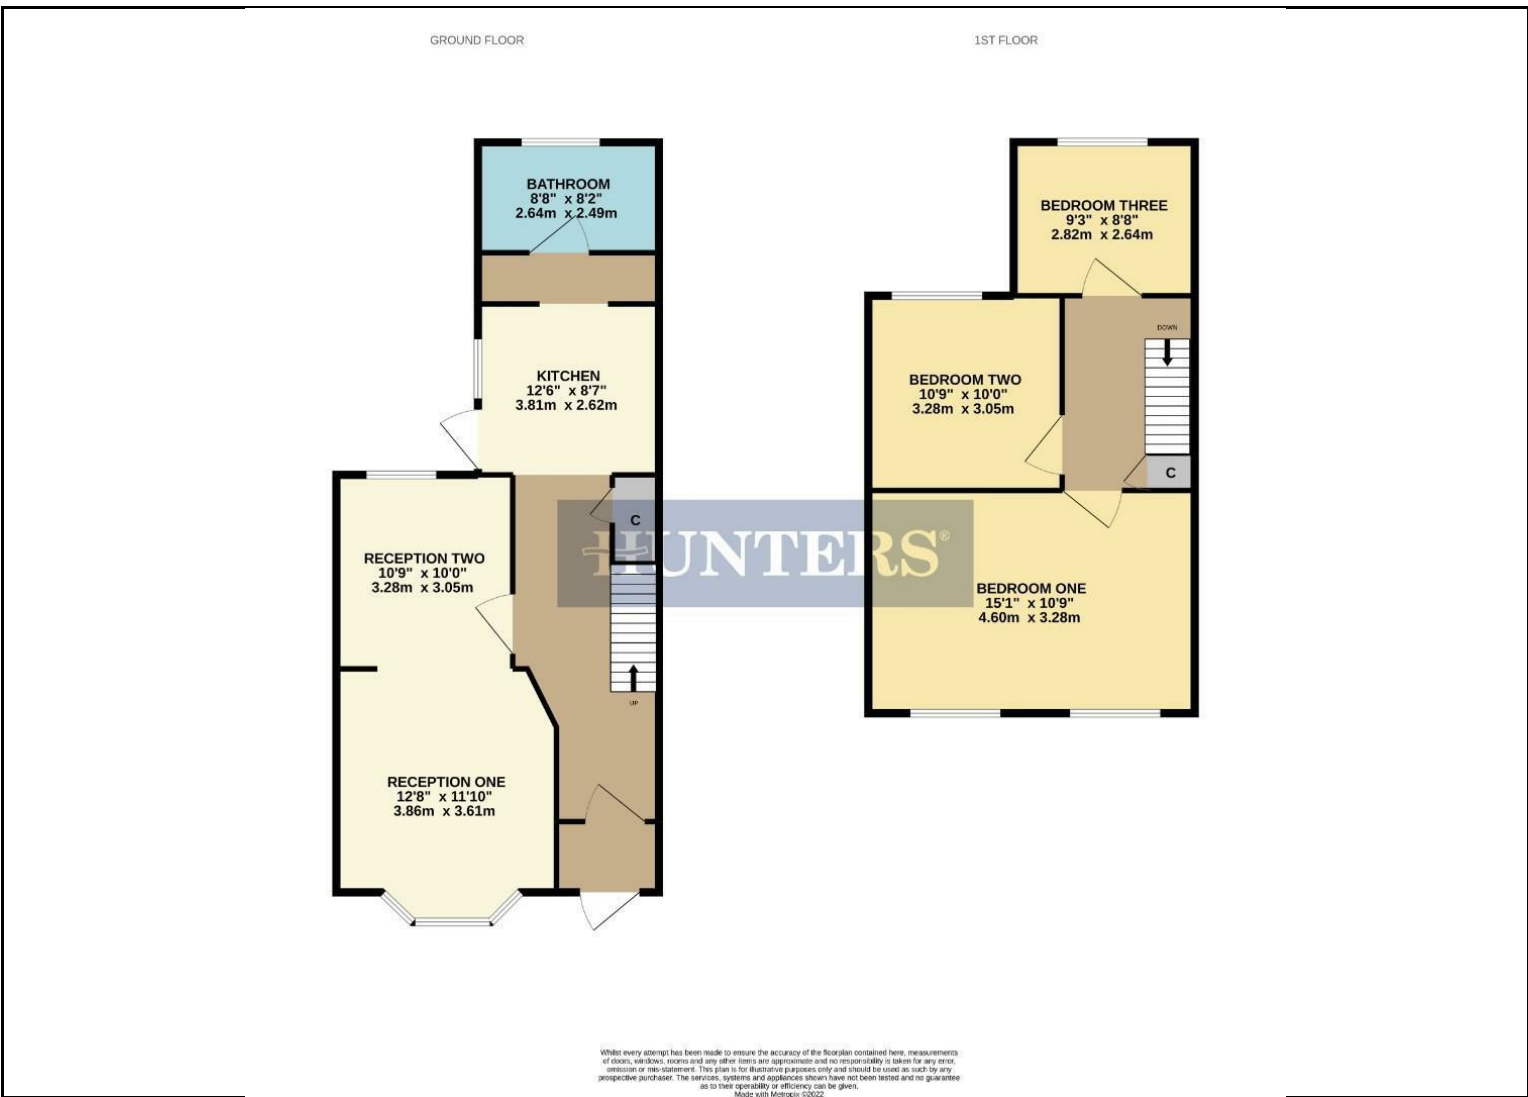 GROUND FLOOR
1ST FLOOR
BATHROOM
8'8" x 8'2"
2.64m x 2.49m
KITCHEN
12'6" x 8'7"
3.81m x 2.62m
RECEPTION TWO
10'9" x 10'0"
3.28m x 3.05m
C
UP
RECEPTION ONE
12'8" x 11'10"
3.86m x 3.61m
BEDROOM THREE
9'3" x 8'8"
2.82m x 2.64m
DOWN
BEDROOM TWO
10'9" x 10'0"
3.28m x 3.05m
C
HUNTERS®
BEDROOM ONE
15'1" x 10'9"
4.60m x 3.28m
Whilst every attempt has been made to ensure the accuracy of the floorplan contained here, measurements
of doors, windows, rooms and any other items are approximate and no responsibility is taken for any error,
omission or mis-statement. This plan is for illustrative purposes only and should be used as such by any
prospective purchaser. The services, systems and appliances shown have not been tested and no guarantee
as to their operability or efficiency can be given.
Made with Metropix ©2022